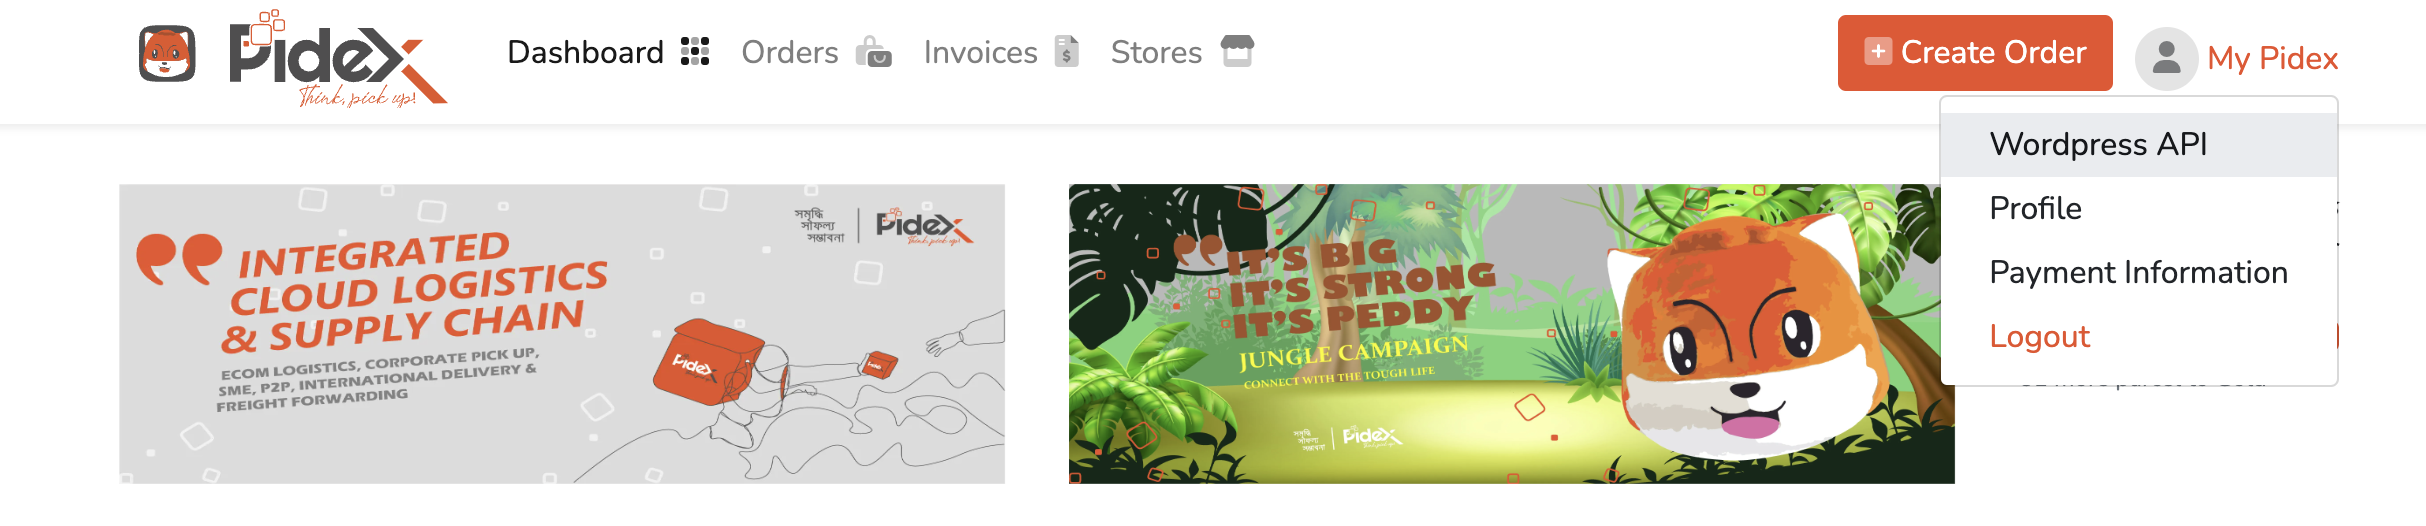 Pidex
Think, pick up!
Dashboard
Orders
Invoices
Stores
Create Order
My Pidex
Wordpress API
Profile
Payment Information
Logout
INTEGRATED
CLOUD LOGISTICS
& SUPPLY CHAIN
ECOM LOGISTICS, CORPORATE PICK UP,
SME, P2P, INTERNATIONAL DELIVERY &
FREIGHT FORWARDING
সমৃদ্ধি
সাফল্য
সম্ভাবনা
Pidex
Think, pick up!
Pidex
IT'S BIG
IT'S STRONG
IT'S PEDDY
JUNGLE CAMPAIGN
CONNECT WITH THE TOUGH LIFE
সমৃদ্ধি
সাফল্য
সম্ভাবনা
Pidex